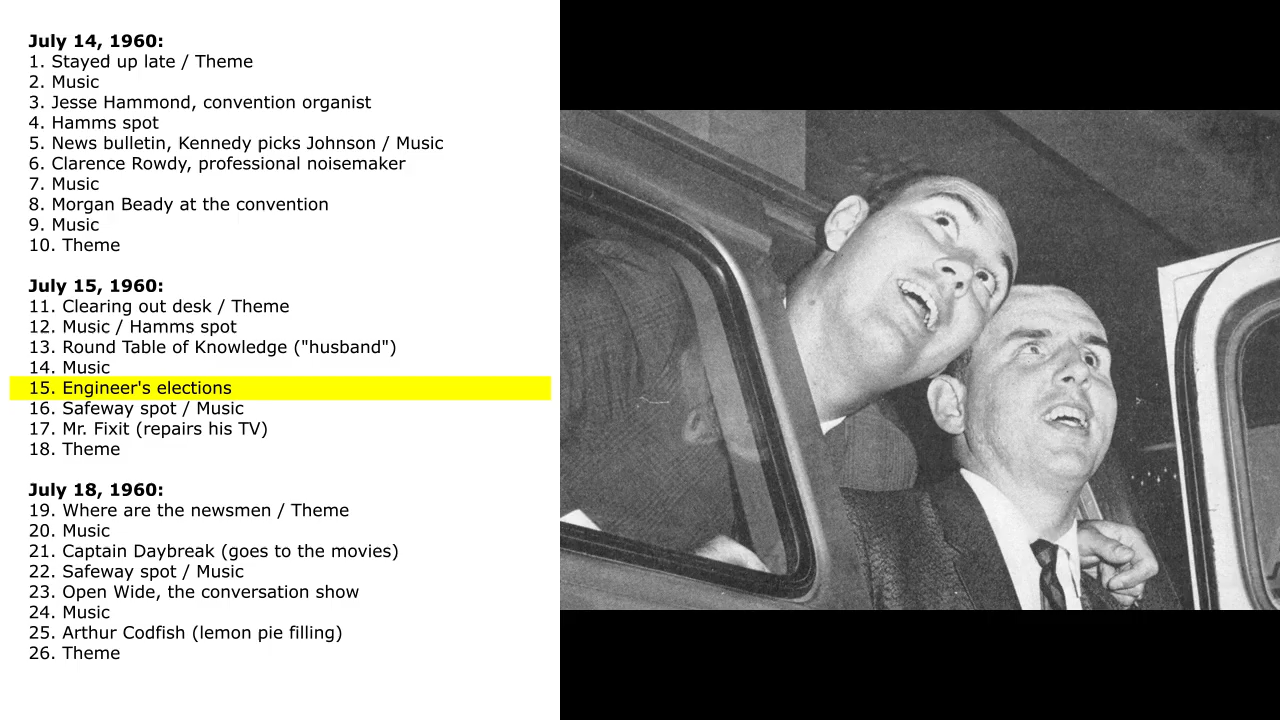 July 14, 1960:
1. Stayed up late / Theme
2. Music
3. Jesse Hammond, convention organist
4. Hamms spot
5. News bulletin, Kennedy picks Johnson / Music
6. Clarence Rowdy, professional noisemaker
7. Music
8. Morgan Beady at the convention
9. Music
10. Theme
July 15, 1960:
11. Clearing out desk / Theme
12. Music / Hamms spot
13. Round Table of Knowledge ("husband")
14. Music
15. Engineer's elections
16. Safeway spot / Music
17. Mr. Fixit (repairs his TV)
18. Theme
July 18, 1960:
19. Where are the newsmen / Theme
20. Music
21. Captain Daybreak (goes to the movies)
22. Safeway spot / Music
23. Open Wide, the conversation show
24. Music
25. Arthur Codfish (lemon pie filling)
26. Theme